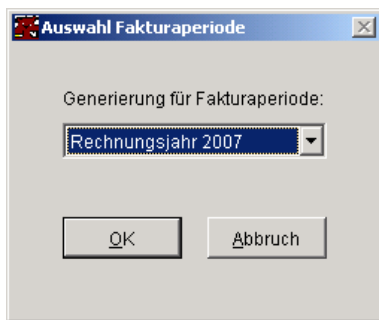 Auswahl Fakturaperiode
Generierung für Fakturaperiode:
Rechnungsjahr 2007
OK
Abbruch